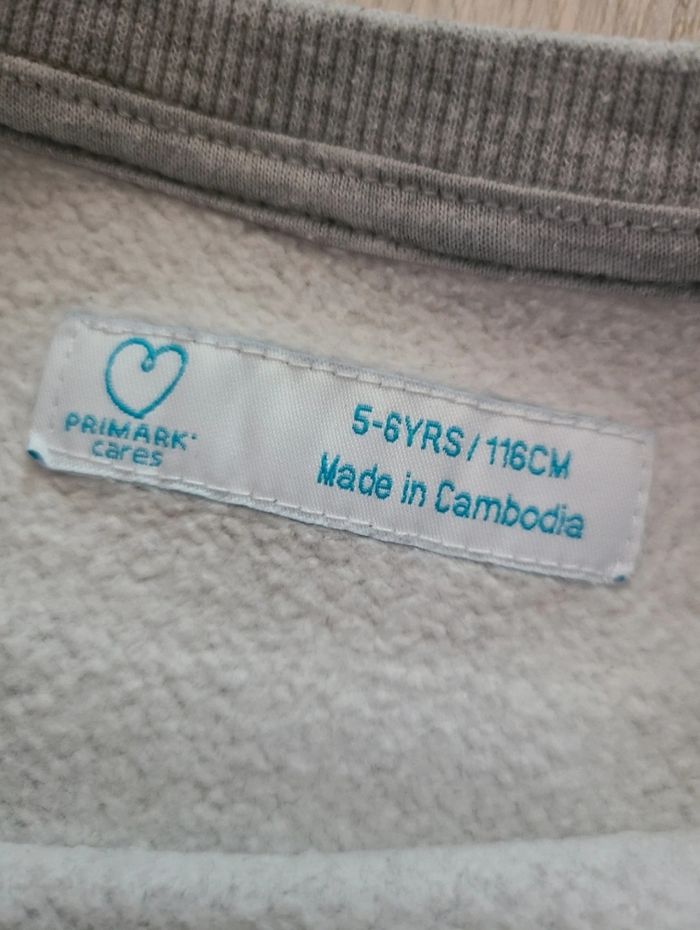 PRIMARK
cares
5-6YRS / 116CM
Made in Cambodia